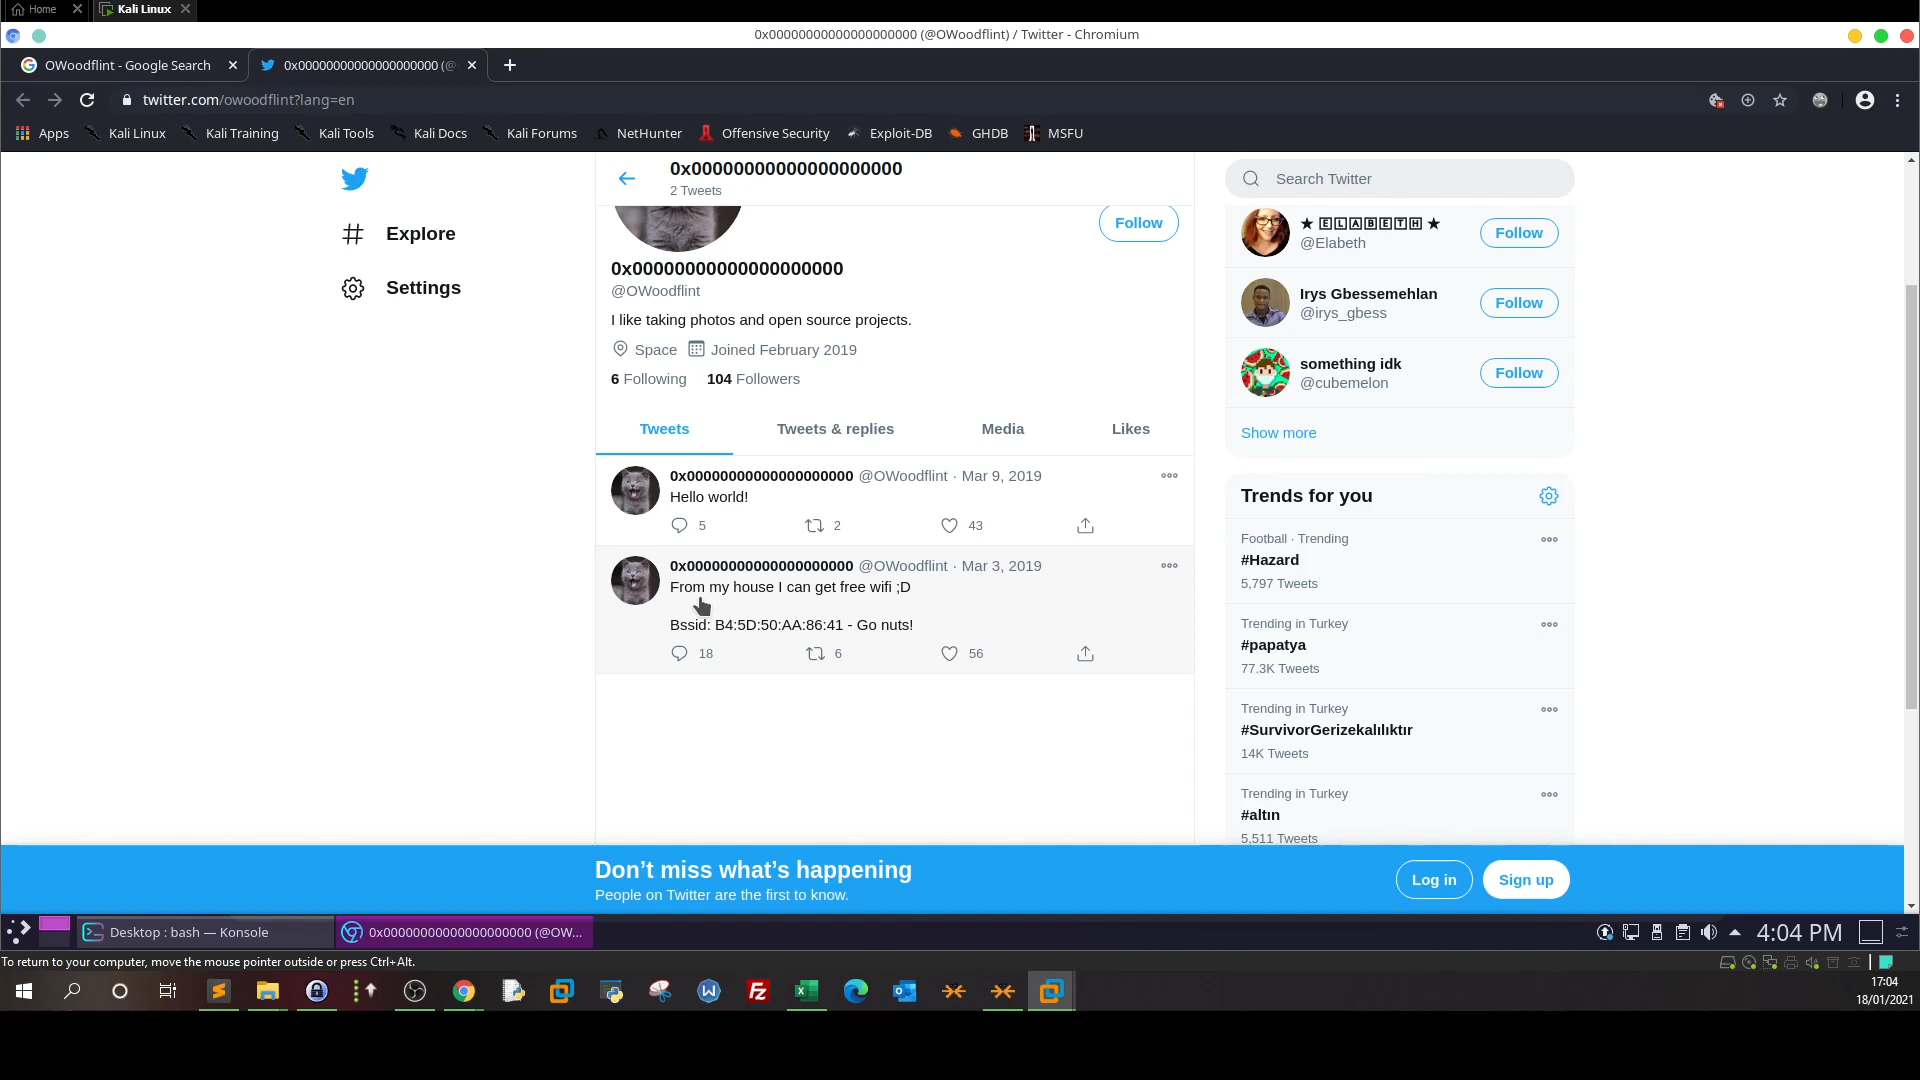 Home
Kali Linux
0x00000000000000000000 (@OWoodflint) / Twitter - Chromium
OWoodflint - Google Search
0x00000000000000000000 (@
twitter.com/owoodflint?lang=en
Apps
Kali Linux
Kali Training
Kali Tools
Kali Docs
Kali Forums
NetHunter
Offensive Security
Exploit-DB
GHDB
MSFU
0x00000000000000000000
2 Tweets
Explore
Settings
Follow
0x00000000000000000000
@OWoodflint
I like taking photos and open source projects.
Space Joined February 2019
6 Following 104 Followers
Tweets
Tweets & replies
Media
Likes
0x00000000000000000000 @OWoodflint · Mar 9, 2019
Hello world!
5 2 43
0x00000000000000000000 @OWoodflint · Mar 3, 2019
From my house I can get free wifi ;D
Bssid: B4:5D:50:AA:86:41 - Go nuts!
18 6 56
Search Twitter
★ 🄴🄻🄰🄱🄴🅃🄷 ★
@Elabeth
Follow
Irys Gbessemehlan
@irys_gbess
Follow
something idk
@cubemelon
Follow
Show more
Trends for you
Football · Trending
#Hazard
5,797 Tweets
Trending in Turkey
#papatya
77.3K Tweets
Trending in Turkey
#SurvivorGerizekalılıktır
14K Tweets
Trending in Turkey
#altın
5,511 Tweets
Don't miss what's happening
People on Twitter are the first to know.
Log in
Sign up
Desktop : bash — Konsole
0x00000000000000000000 (@OW...
4:04 PM
To return to your computer, move the mouse pointer outside or press Ctrl+Alt.
17:04
18/01/2021